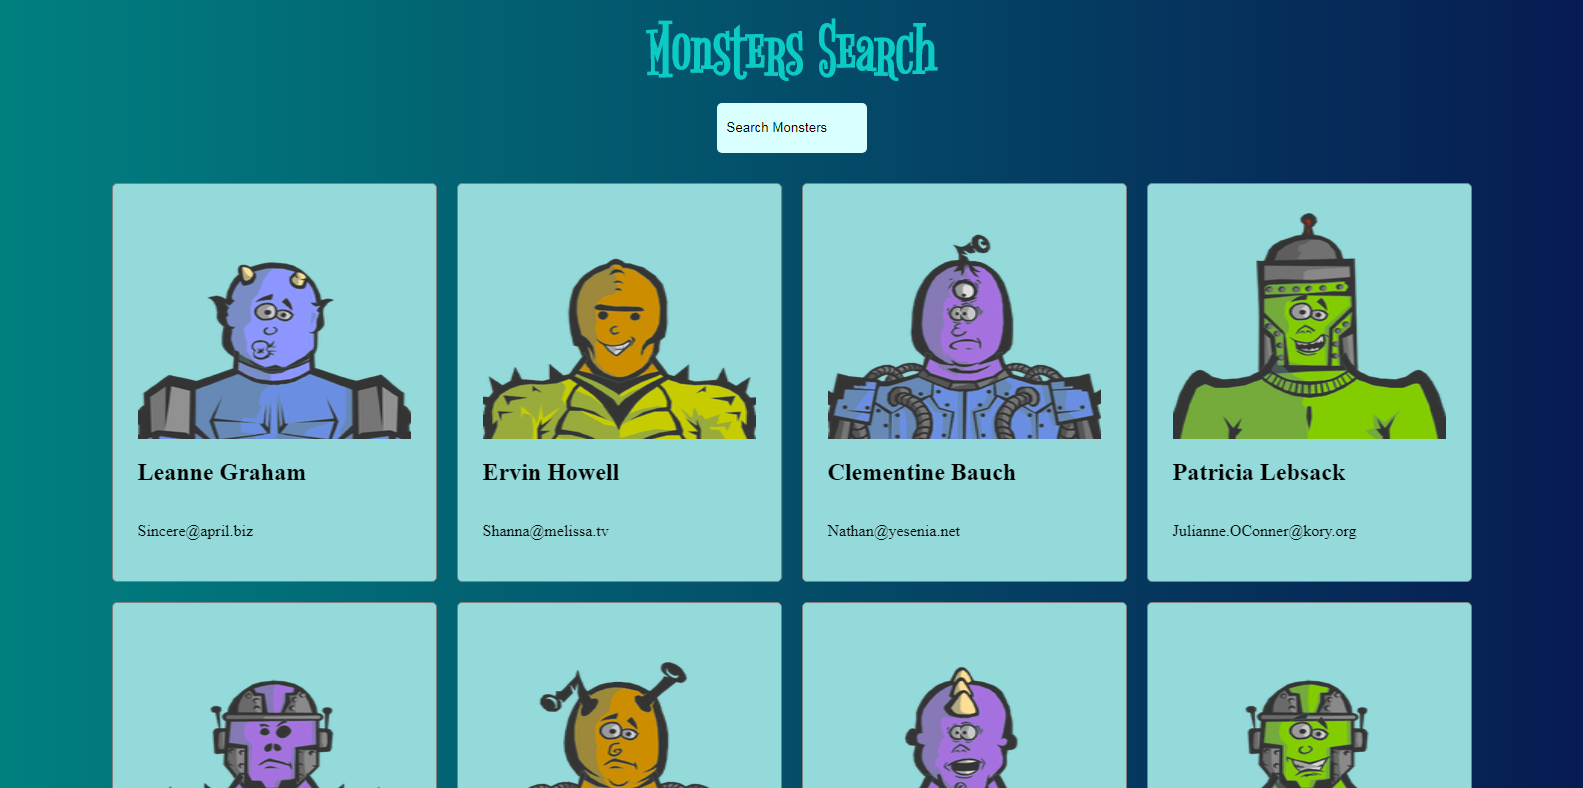 Monsters Search
Search Monsters
Leanne Graham
Sincere@april.biz
Ervin Howell
Shanna@melissa.tv
Clementine Bauch
Nathan@yesenia.net
Patricia Lebsack
Julianne.OConner@kory.org